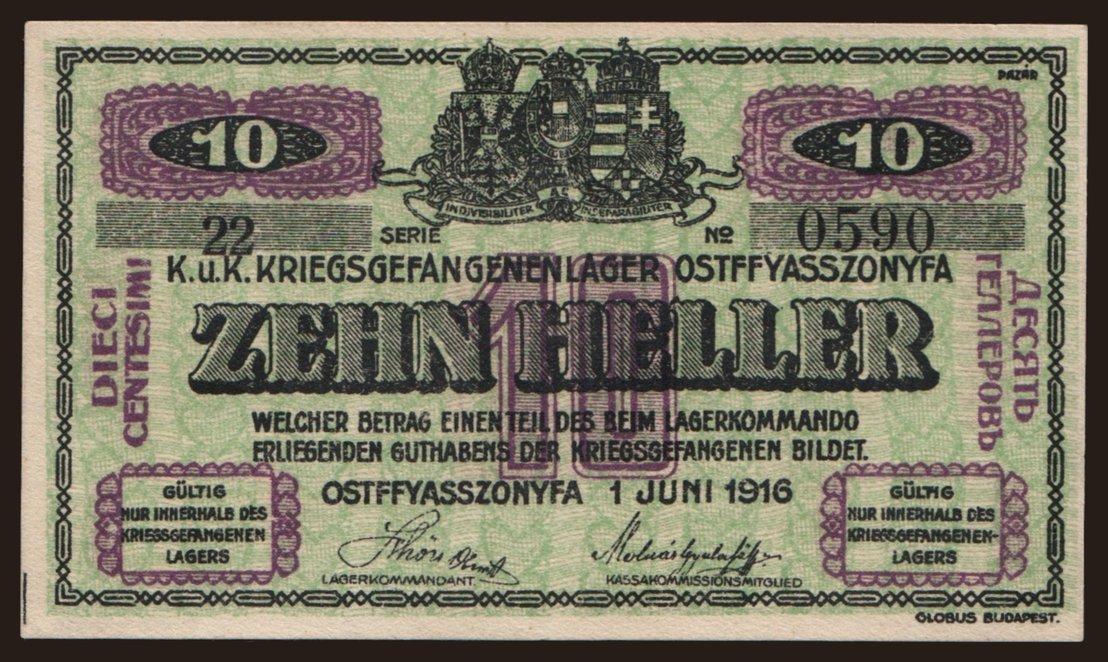 PAZÁR
10
10
INDIVISIBILITER AC INSEPARABILITER
22 SERIE No 0590
K.u.K. KRIEGSGEFANGENENLAGER OSTFFYASSZONYFA
DIECI
CENTESIMI
ZEHN HELLER
10
ДЕСЯТЬ
ГЕЛЛЕРОВЪ
WELCHER BETRAG EINEN TEIL DES BEIM LAGERKOMMANDO
ERLIEGENDEN GUTHABENS DER KRIEGSGEFANGENEN BILDET.
OSTFFYASSZONYFA 1 JUNI 1916
GÜLTIG
NUR INNERHALB DES
KRIEGSGEFANGENEN
LAGERS
LAGERKOMMANDANT
KASSAKOMMISSIONSMITGLIED
GÜLTIG
NUR INNERHALB DES
KRIEGSGEFANGENEN-
LAGERS
GLOBUS BUDAPEST.